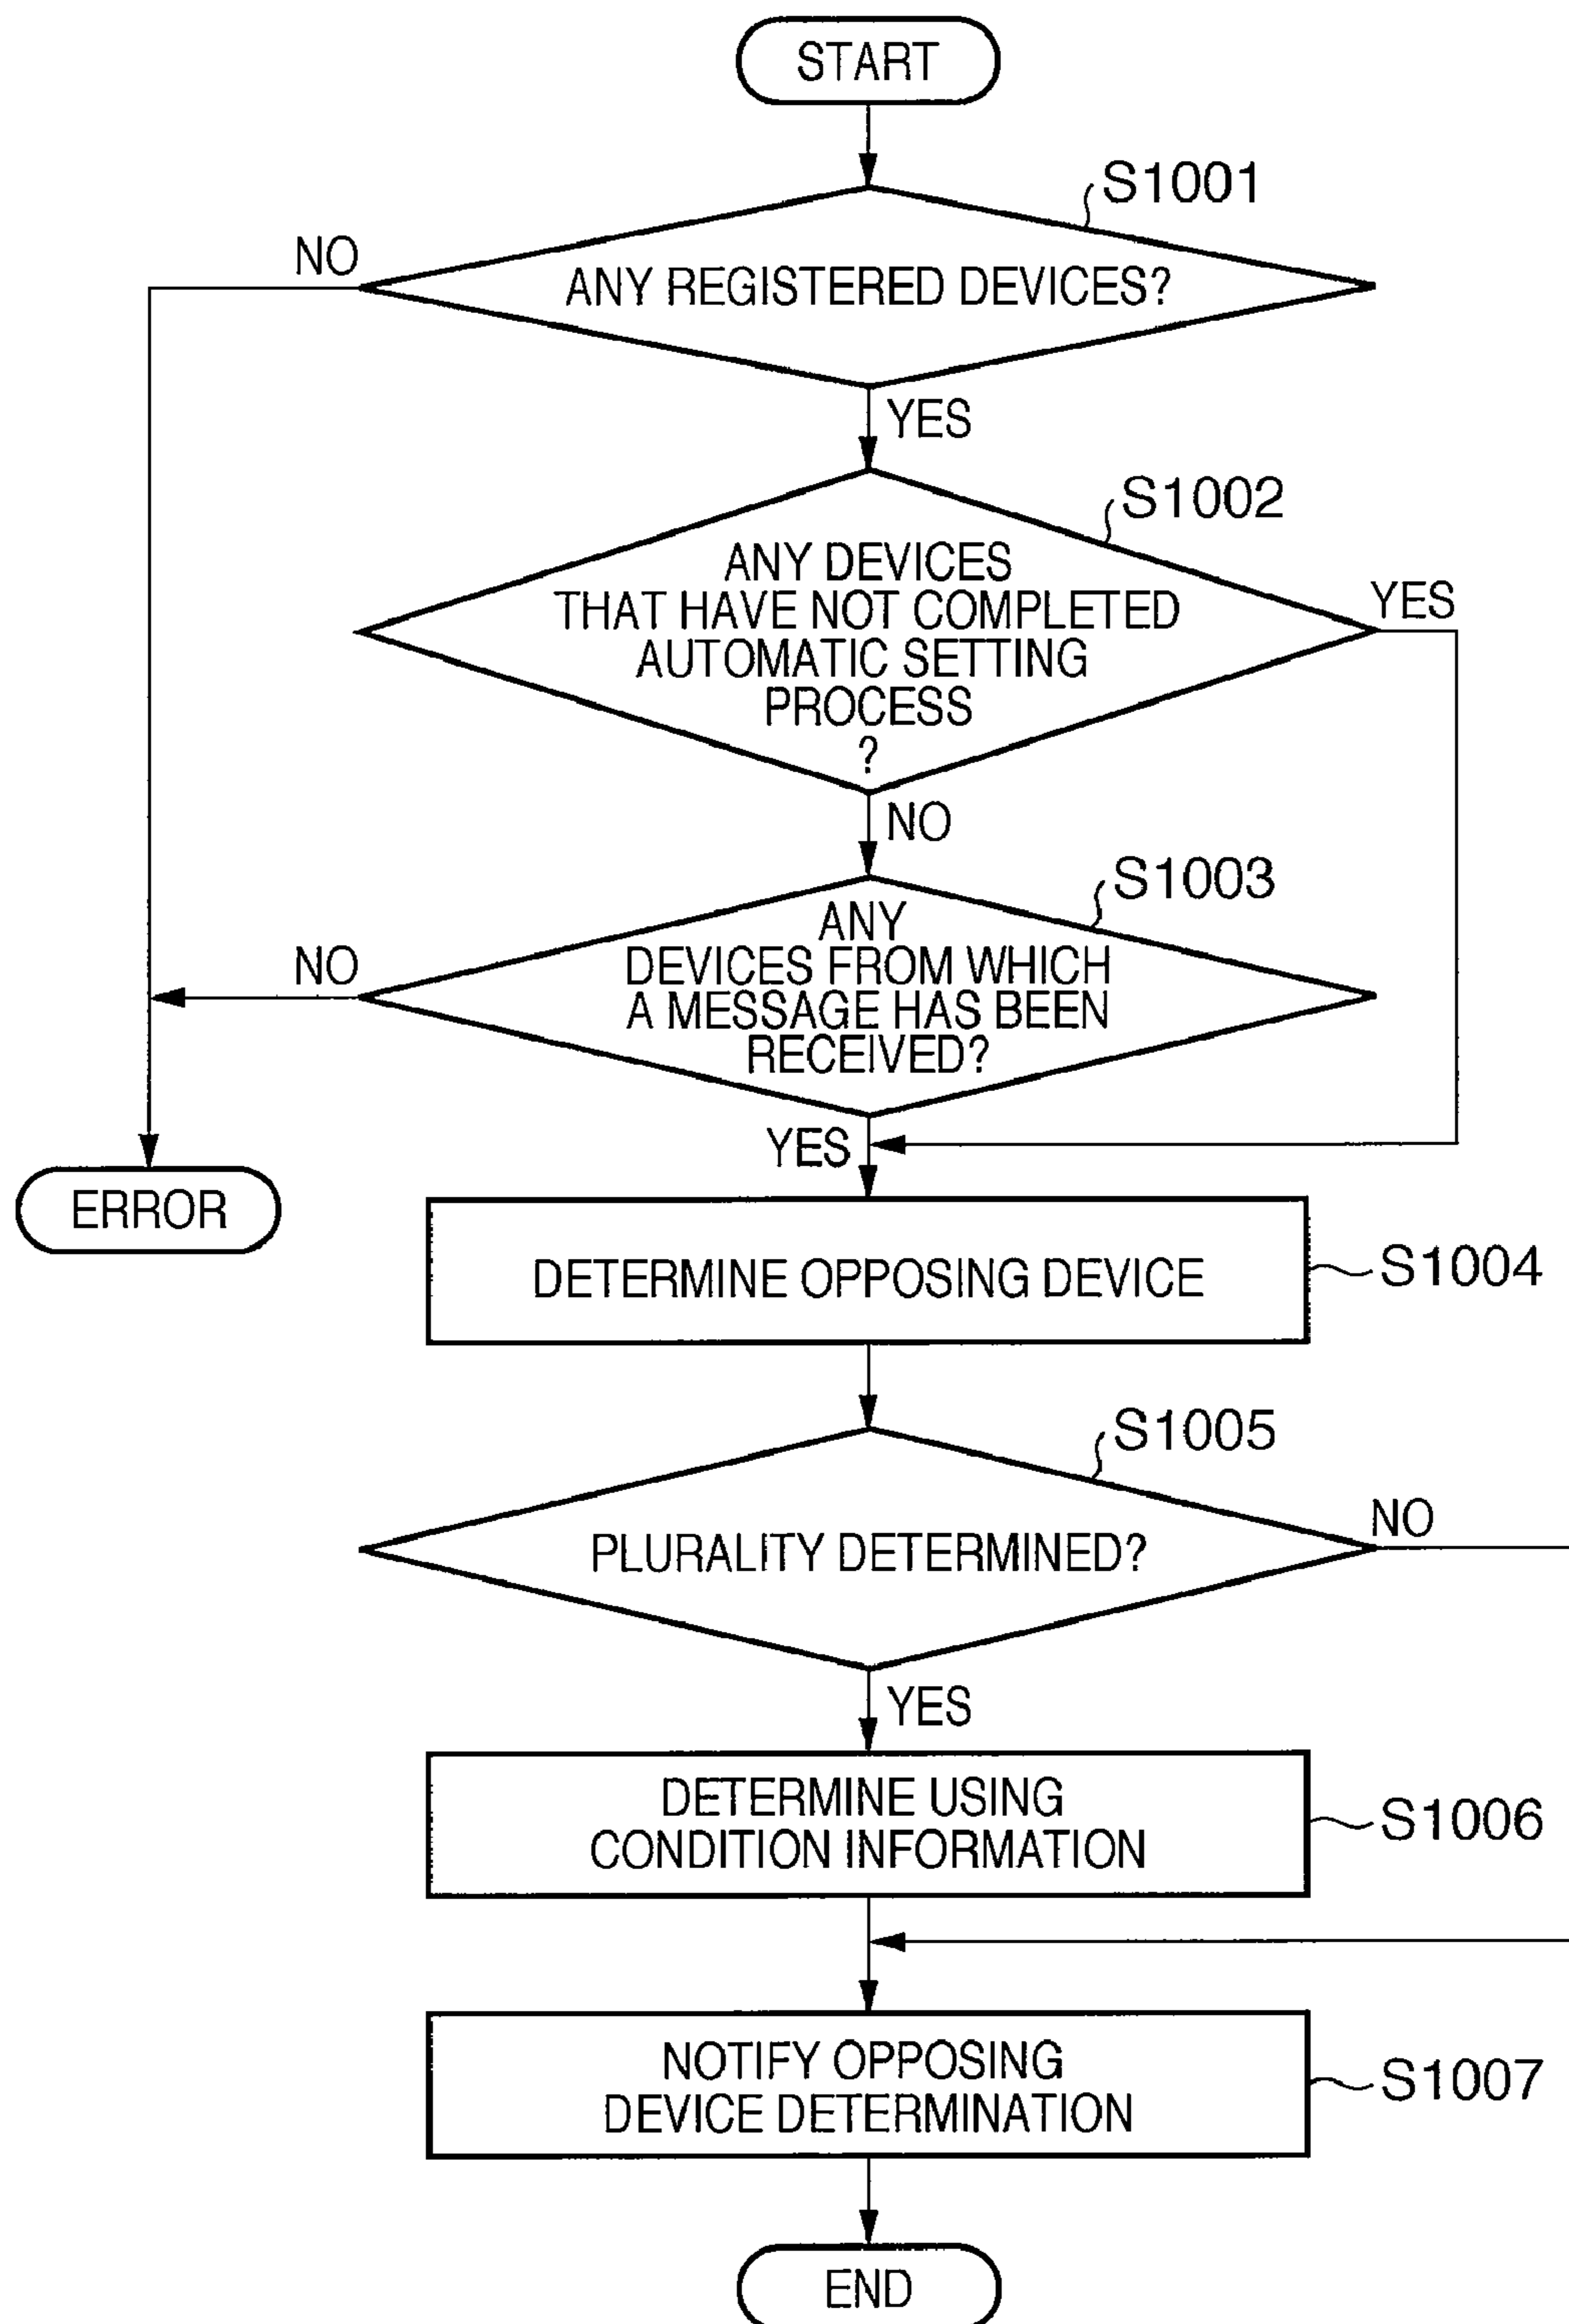 START
S1001
NO
ANY REGISTERED DEVICES?
YES
S1002
ANY DEVICES
THAT HAVE NOT COMPLETED
AUTOMATIC SETTING
PROCESS
?
YES
NO
S1003
ANY
DEVICES FROM WHICH
A MESSAGE HAS BEEN
RECEIVED?
NO
YES
ERROR
DETERMINE OPPOSING DEVICE
S1004
S1005
PLURALITY DETERMINED?
NO
YES
DETERMINE USING
CONDITION INFORMATION
S1006
NOTIFY OPPOSING
DEVICE DETERMINATION
S1007
END